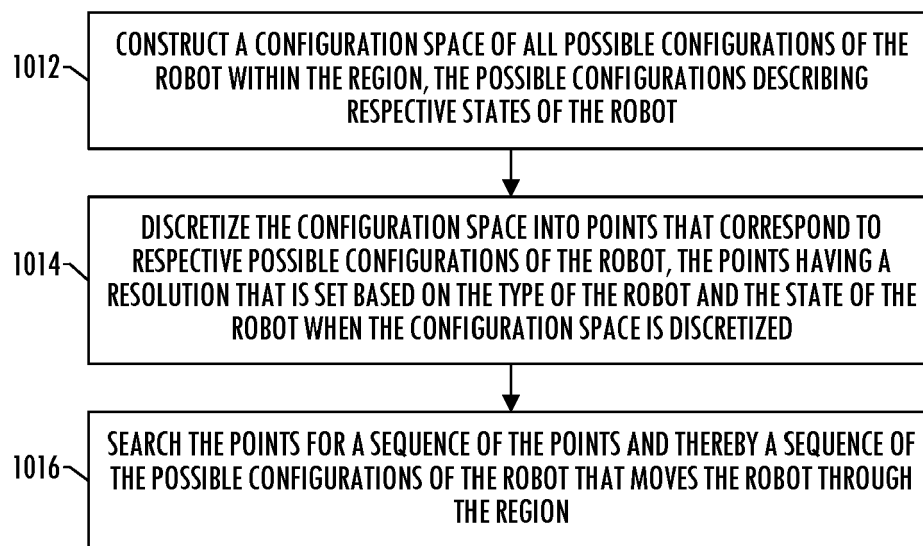 CONSTRUCT A CONFIGURATION SPACE OF ALL POSSIBLE CONFIGURATIONS OF THE
1012
ROBOT WITHIN THE REGION, THE POSSIBLE CONFIGURATIONS DESCRIBING
RESPECTIVE STATES OF THE ROBOT
DISCRETIZE THE CONFIGURATION SPACE INTO POINTS THAT CORRESPOND TO
1014
RESPECTIVE POSSIBLE CONFIGURATIONS OF THE ROBOT, THE POINTS HAVING A
RESOLUTION THAT IS SET BASED ON THE TYPE OF THE ROBOT AND THE STATE OF THE
ROBOT WHEN THE CONFIGURATION SPACE IS DISCRETIZED
SEARCH THE POINTS FOR A SEQUENCE OF THE POINTS AND THEREBY A SEQUENCE OF
1016
THE POSSIBLE CONFIGURATIONS OF THE ROBOT THAT MOVES THE ROBOT THROUGH
THE REGION